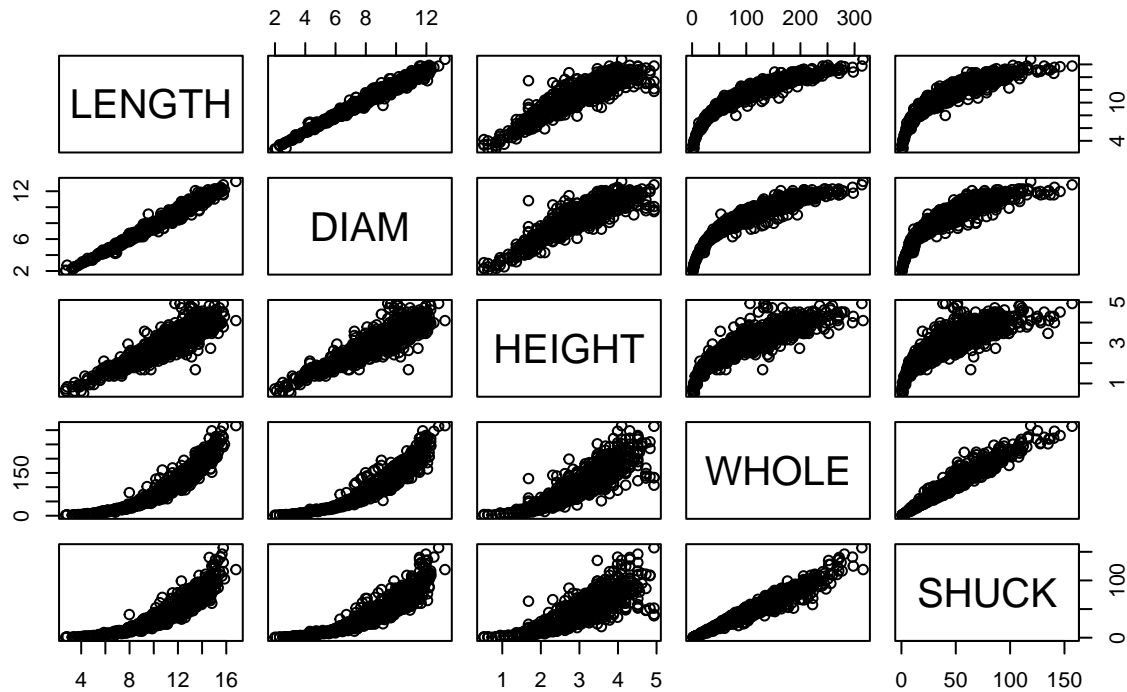 2 4 6 8 12
0 100 200 300
LENGTH
4 10
2 6 12
DIAM
HEIGHT
1 3 5
0 150
WHOLE
SHUCK
0 100
4 8 12 16
1 2 3 4 5
0 50 100 150